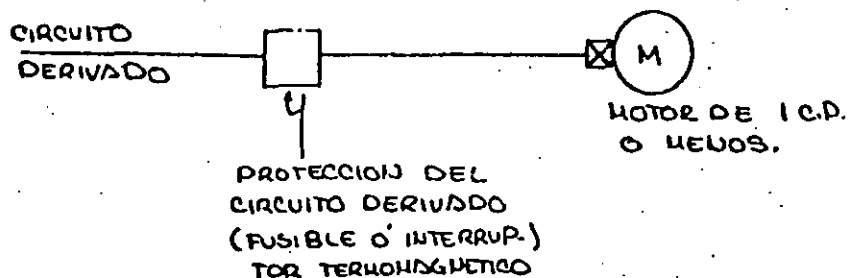 CIRCUITO
DERIVADO
M
MOTOR DE 1 C.P.
O MENOS.
PROTECCION DEL
CIRCUITO DERIVADO
(FUSIBLE Ó INTERRUP-)
TOR TERMOMAGNETICO